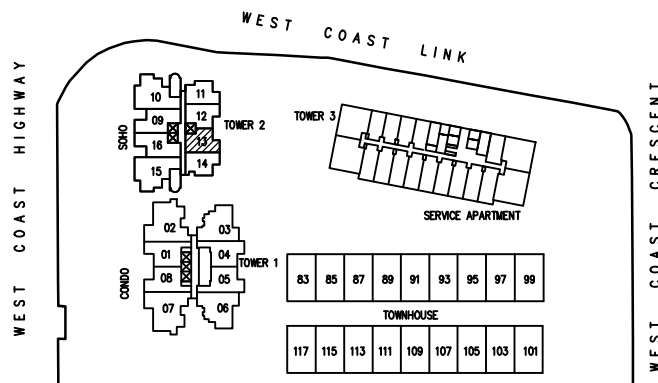 WEST COAST LINK
WEST COAST HIGHWAY
WEST COAST CRESCENT
10
11
09
12
TOWER 2
SOHO
16
13
15
14
TOWER 3
SERVICE APARTMENT
02
03
01
04
TOWER 1
CONDO
08
05
07
06
83 85 87 89 91 93 95 97 99
TOWNHOUSE
117 115 113 111 109 107 105 103 101